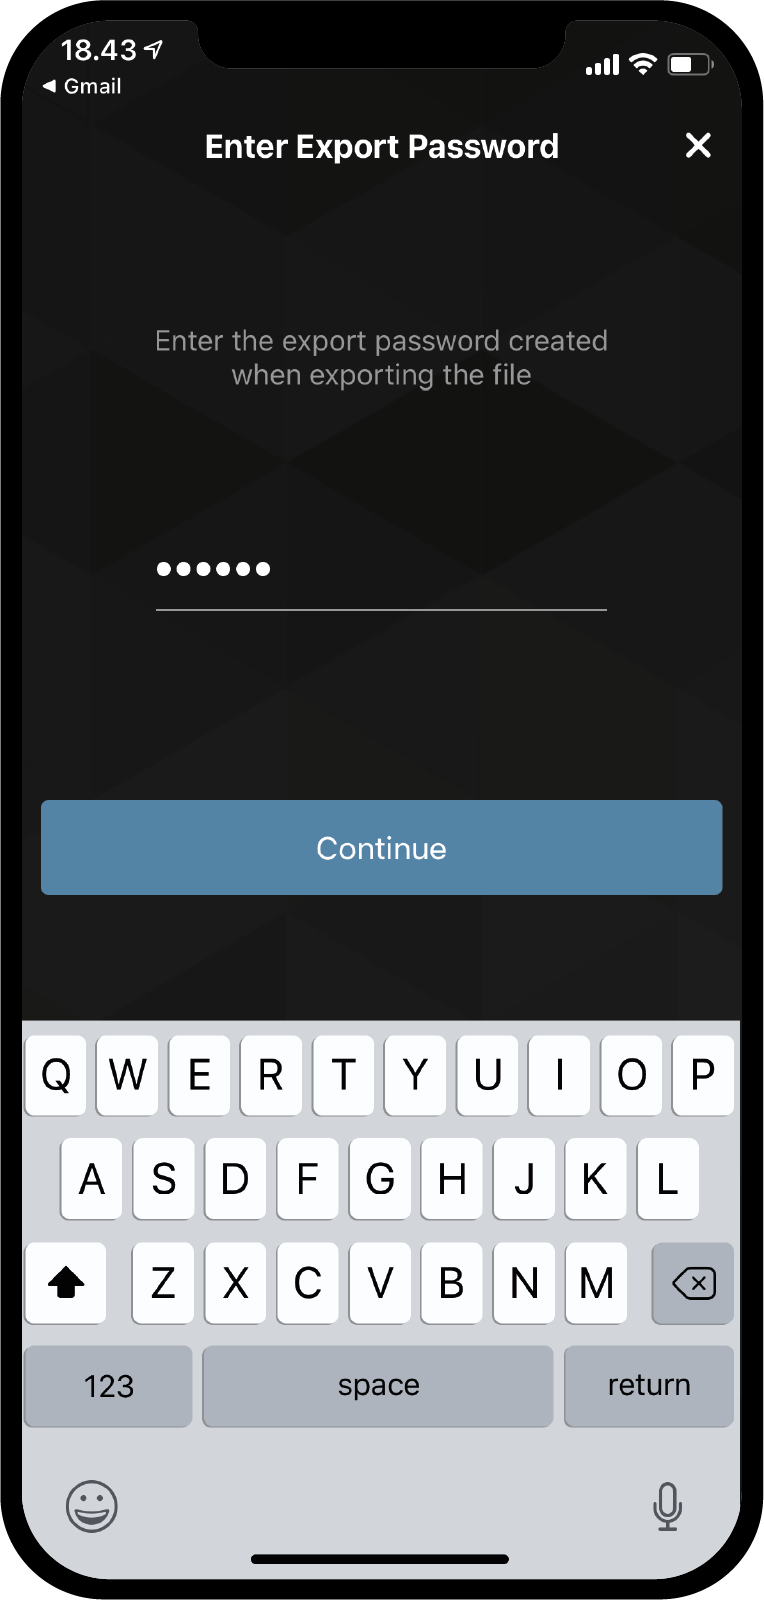 18.43
Gmail
Enter Export Password
Enter the export password created
when exporting the file
••••••
Continue
Q W E R T Y U I O P
A S D F G H J K L
Z X C V B N M
123 space return